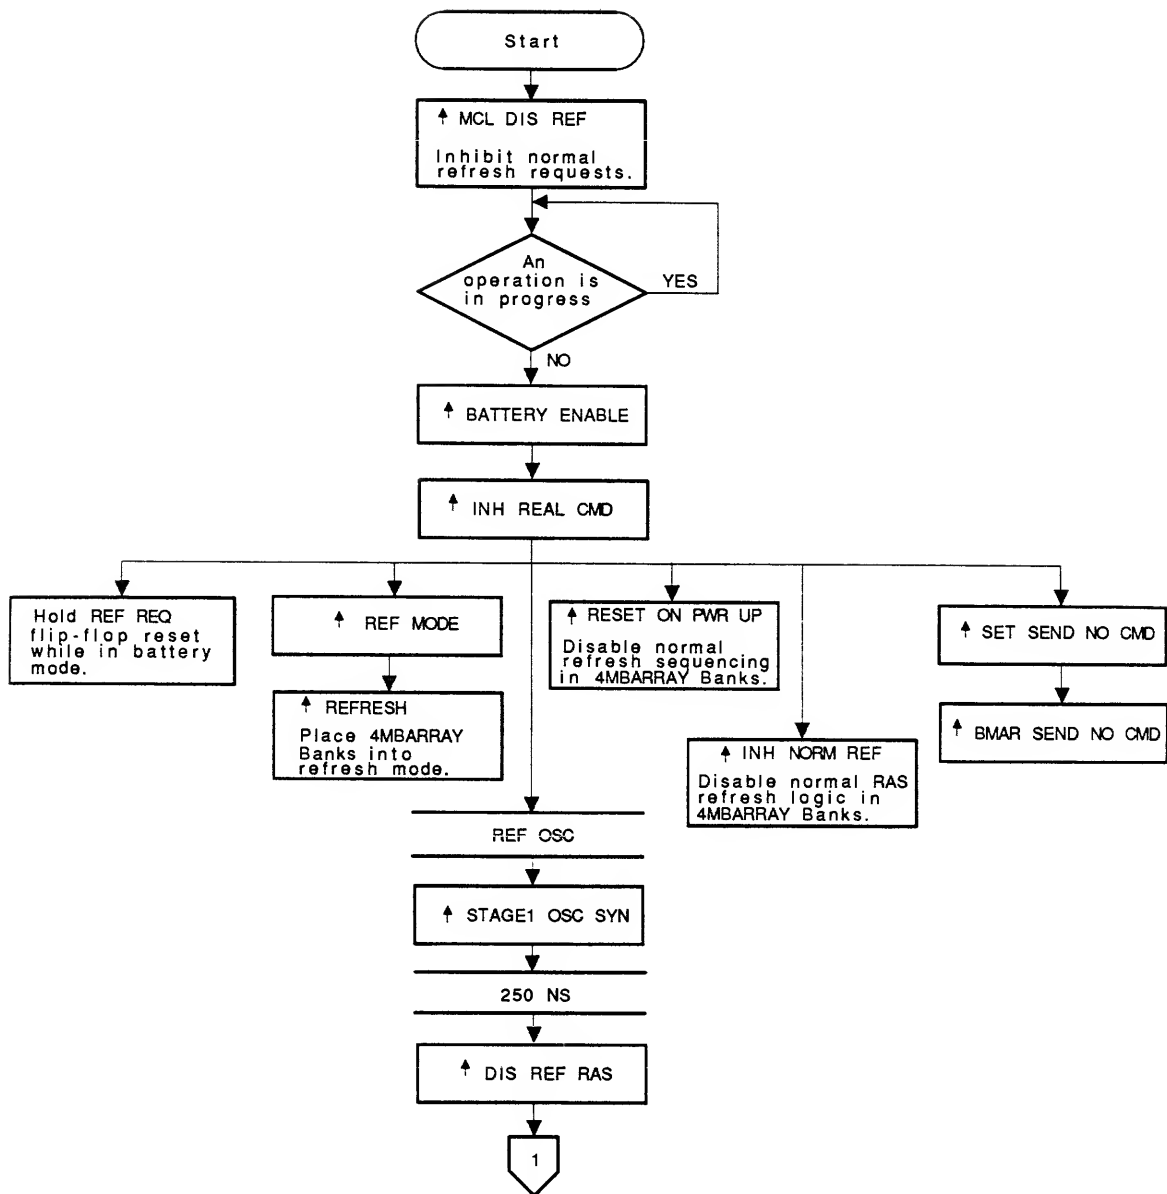 Start
↑ MCL DIS REF
Inhibit normal
refresh requests.
An
operation is
in progress
YES
NO
↑ BATTERY ENABLE
↑ INH REAL CMD
Hold REF REQ
flip-flop reset
while in battery
mode.
↑ REF MODE
↑ REFRESH
Place 4MBARRAY
Banks into
refresh mode.
↑ RESET ON PWR UP
Disable normal
refresh sequencing
in 4MBARRAY Banks.
↑ INH NORM REF
Disable normal RAS
refresh logic in
4MBARRAY Banks.
↑ SET SEND NO CMD
↑ BMAR SEND NO CMD
REF OSC
↑ STAGE1 OSC SYN
250 NS
↑ DIS REF RAS
1